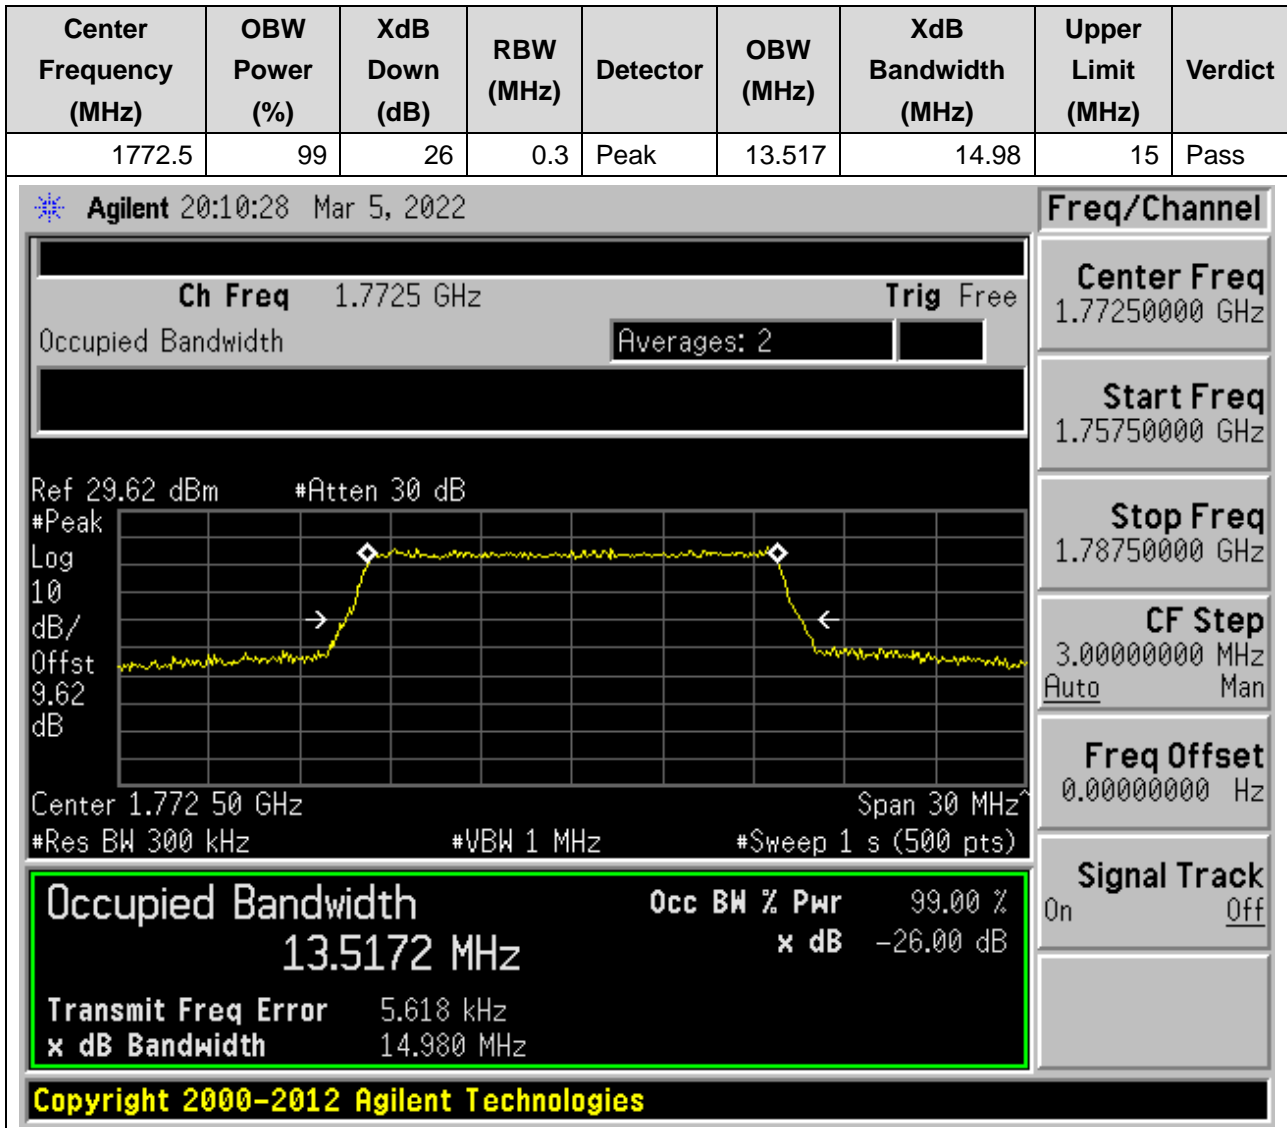 Center Frequency (MHz) OBW Power (%) XdB Down (dB) RBW (MHz) Detector OBW (MHz) XdB Bandwidth (MHz) Upper Limit (MHz) Verdict
1772.5 99 26 0.3 Peak 13.517 14.98 15 Pass
Agilent 20:10:28 Mar 5, 2022
Ch Freq 1.7725 GHz Trig Free
Occupied Bandwidth Averages: 2
Ref 29.62 dBm #Atten 30 dB
#Peak
Log
10
dB/
Offst
9.62
dB
Center 1.772 50 GHz Span 30 MHz^
#Res BW 300 kHz #VBW 1 MHz #Sweep 1 s (500 pts)
Occupied Bandwidth Occ BW % Pwr 99.00 %
13.5172 MHz x dB -26.00 dB
Transmit Freq Error 5.618 kHz
x dB Bandwidth 14.980 MHz
Freq/Channel
Center Freq
1.77250000 GHz
Start Freq
1.75750000 GHz
Stop Freq
1.78750000 GHz
CF Step
3.00000000 MHz
Auto Man
Freq Offset
0.00000000 Hz
Signal Track
On Off
Copyright 2000-2012 Agilent Technologies